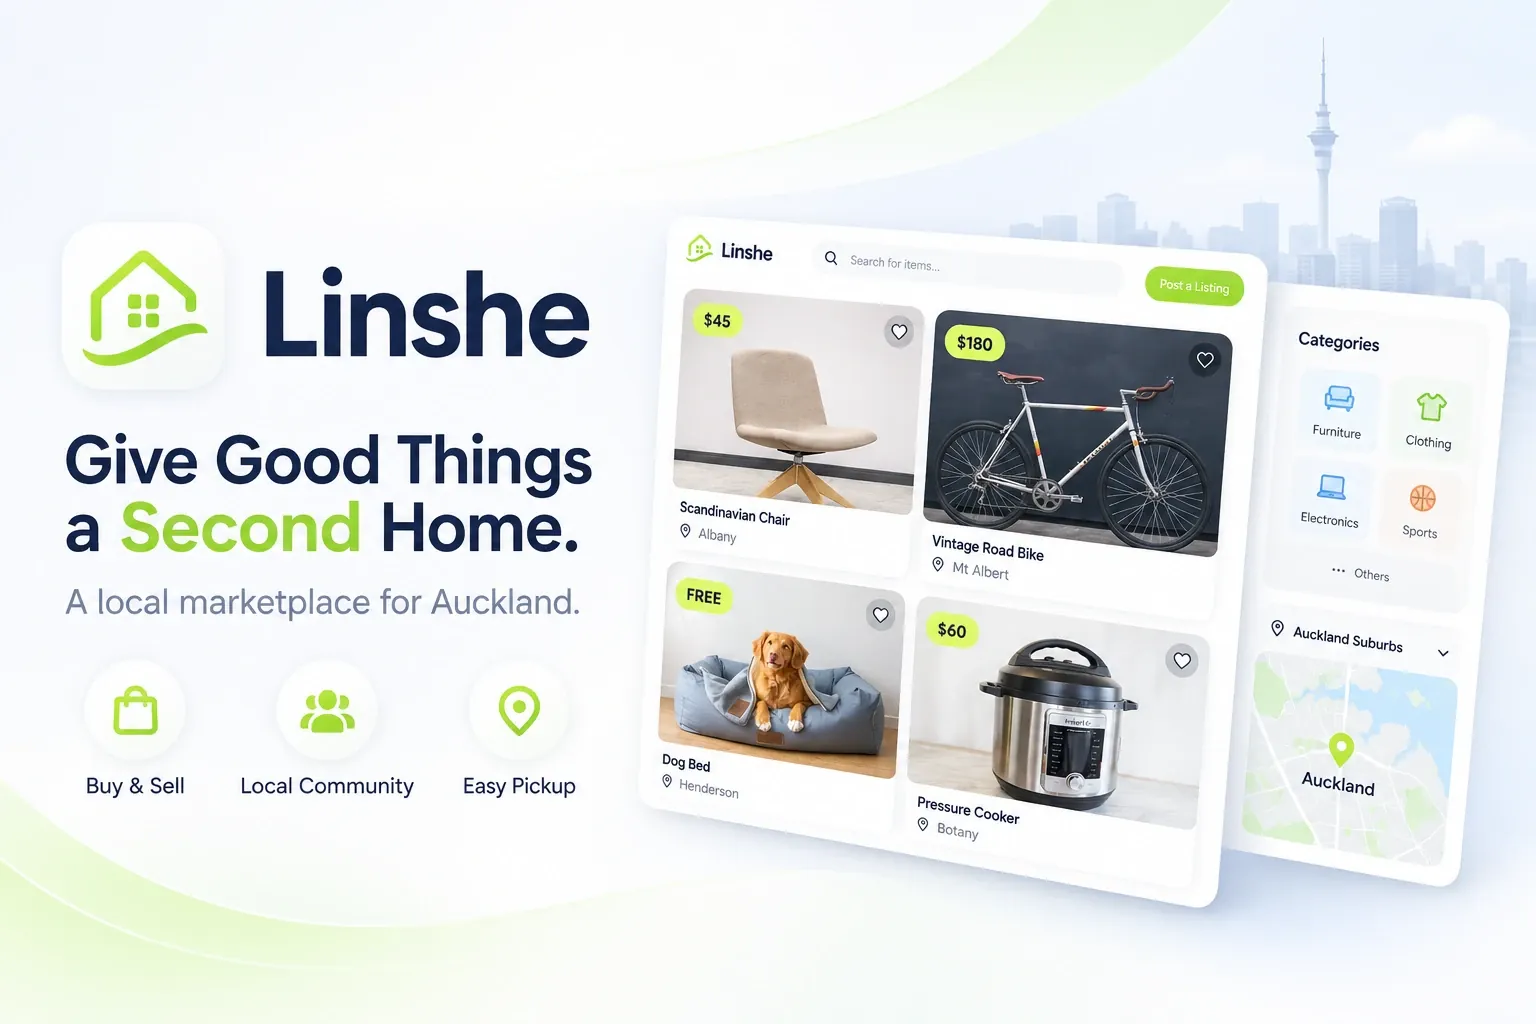 Linshe
Give Good Things
a Second Home.
A local marketplace for Auckland.
Buy & Sell
Local Community
Easy Pickup
Linshe
Search for items...
Post a Listing
$45
Scandinavian Chair
Albany
$180
Vintage Road Bike
Mt Albert
FREE
Dog Bed
Henderson
$60
Pressure Cooker
Botany
Categories
Furniture
Clothing
Electronics
Sports
Others
Auckland Suburbs
Auckland